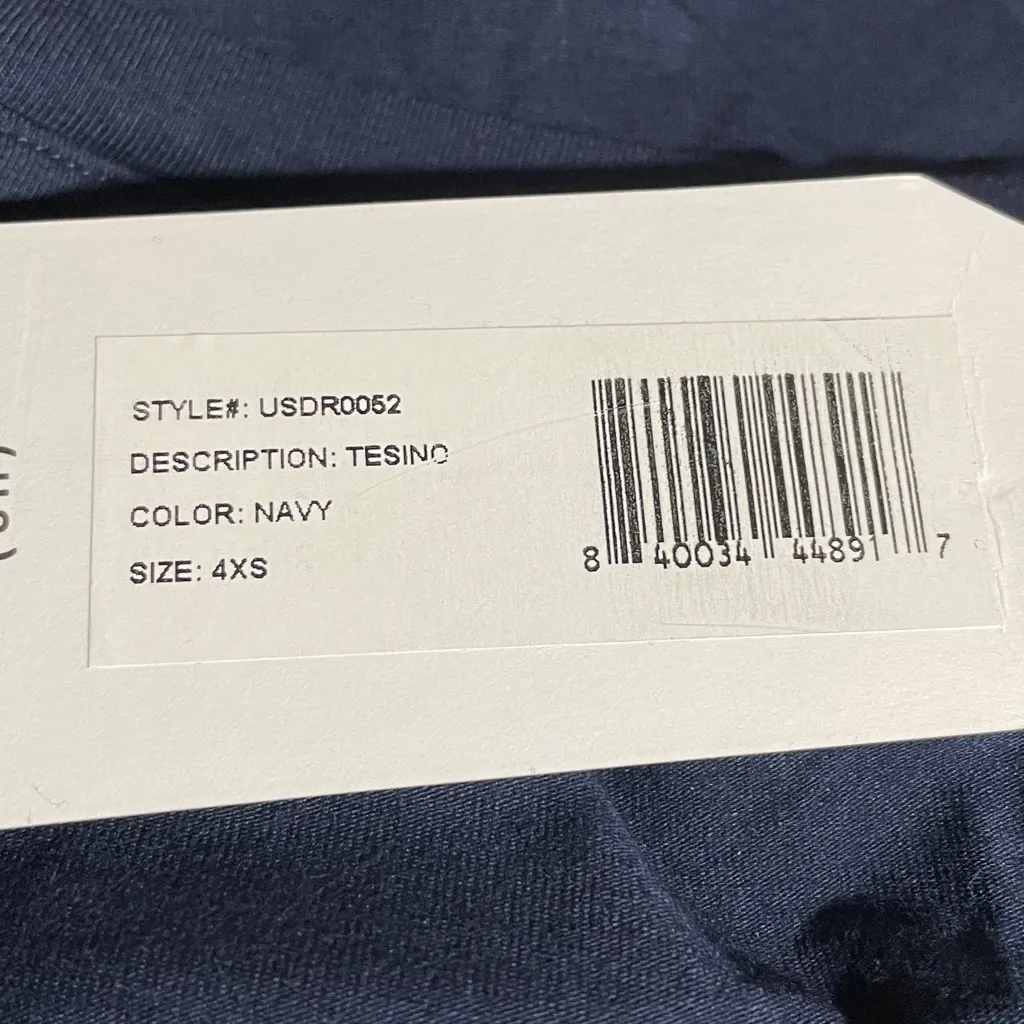 STYLE#: USDR0052
DESCRIPTION: TESINO
COLOR: NAVY
SIZE: 4XS
8 40034 44891 7